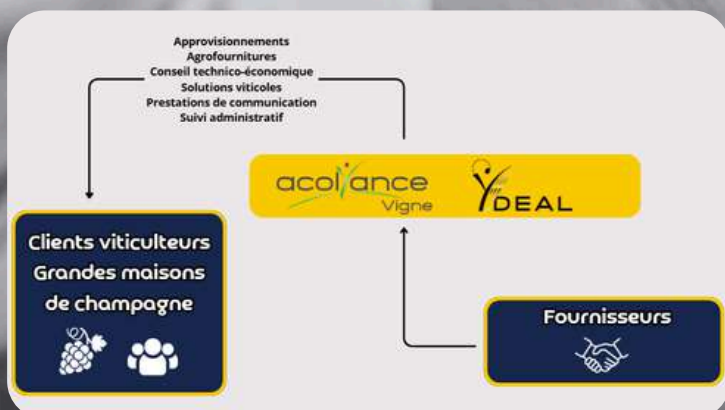 Approvisionnements
Agrofournitures
Conseil technico-économique
Solutions viticoles
Prestations de communication
Suivi administratif
acolyance
Vigne
YDEAL
Clients viticulteurs
Grandes maisons
de champagne
Fournisseurs